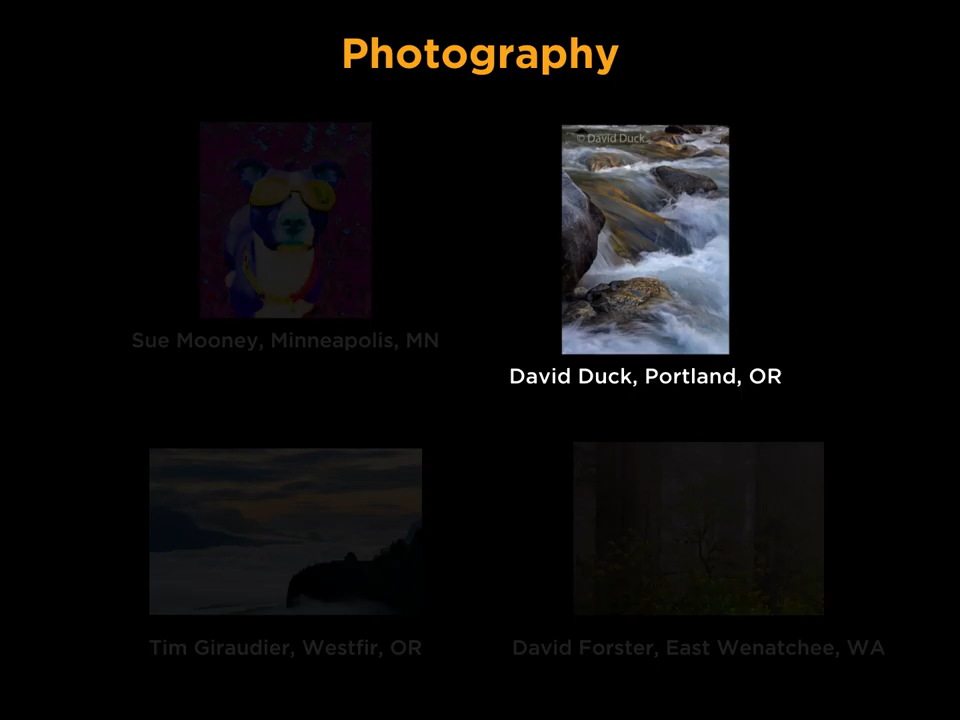 Photography
© David Duck
Sue Mooney, Minneapolis, MN
David Duck, Portland, OR
Tim Giraudier, Westfir, OR
David Forster, East Wenatchee, WA